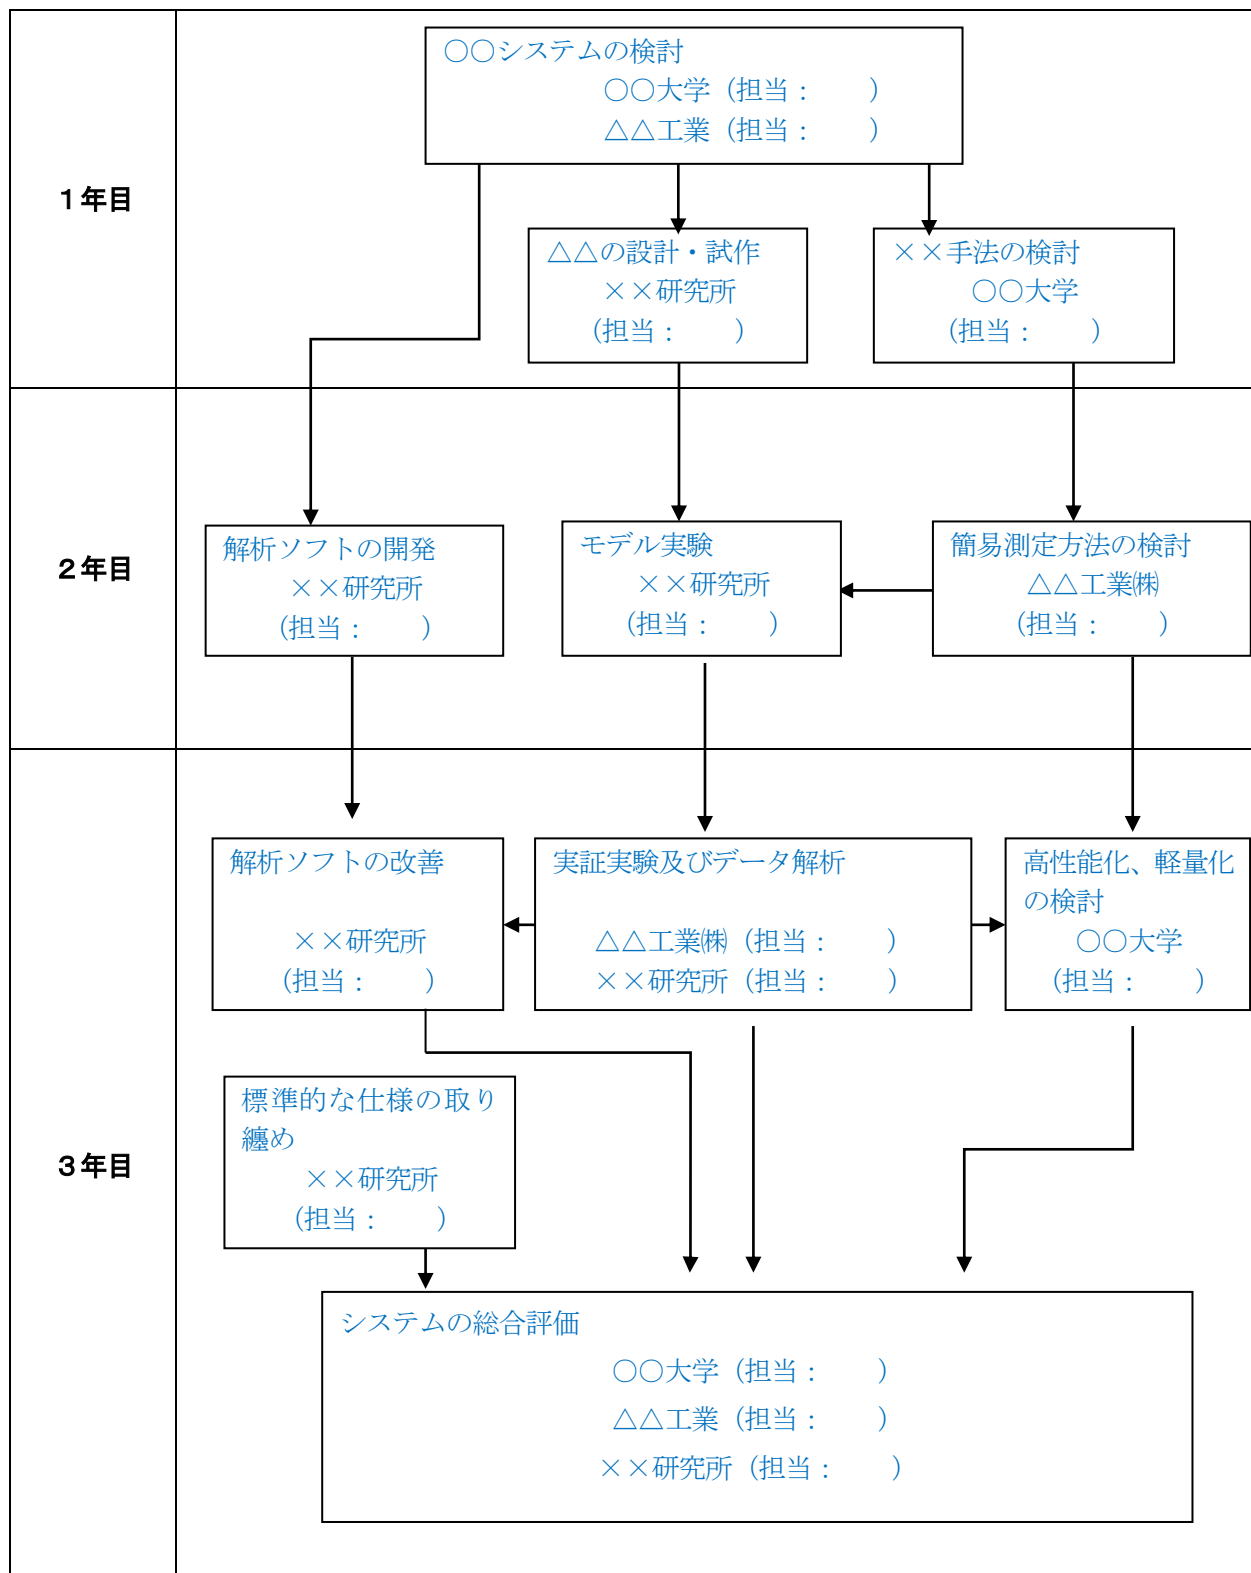 １年目
○○システムの検討
○○大学（担当：　　）
△△工業（担当：　　）
△△の設計・試作
××研究所
（担当：　　）
××手法の検討
○○大学
（担当：　　）
２年目
解析ソフトの開発
××研究所
（担当：　　）
モデル実験
××研究所
（担当：　　）
簡易測定方法の検討
△△工業㈱
（担当：　　）
３年目
解析ソフトの改善
××研究所
（担当：　　）
実証実験及びデータ解析
△△工業㈱（担当：　　）
××研究所（担当：　　）
高性能化、軽量化
の検討
○○大学
（担当：　　）
標準的な仕様の取り
纏め
××研究所
（担当：　　）
システムの総合評価
○○大学（担当：　　）
△△工業（担当：　　）
××研究所（担当：　　）